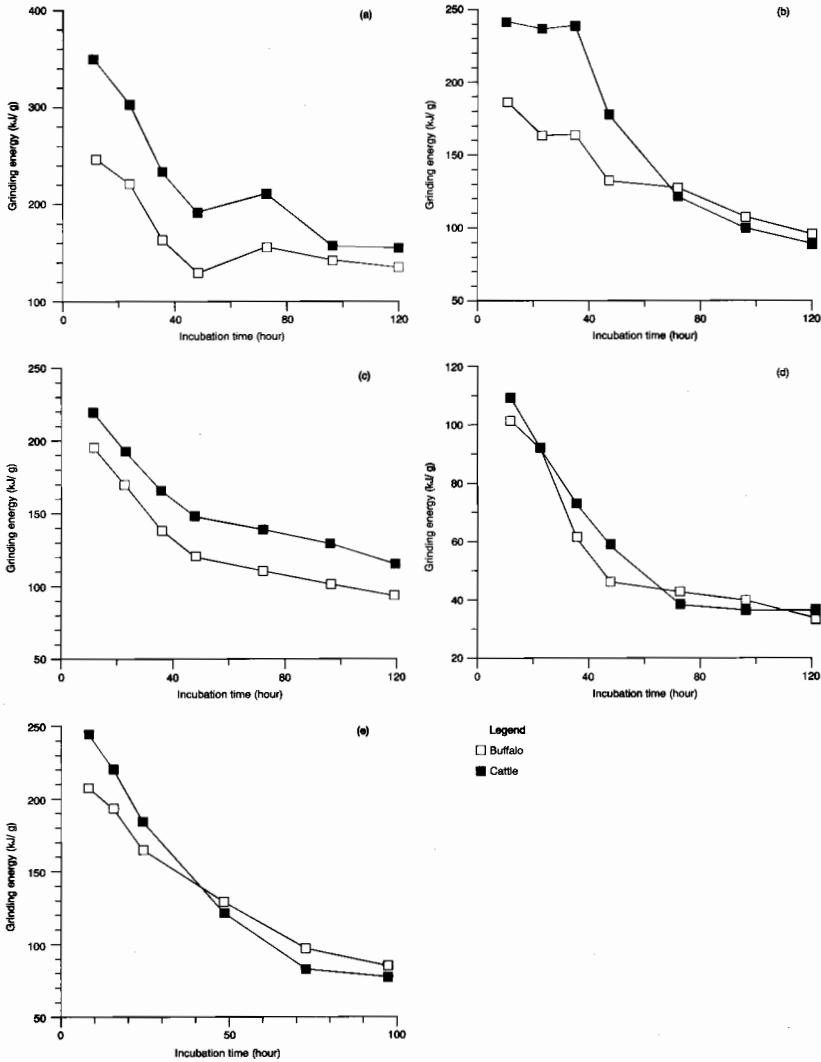 (a)
400
300
200
100
Grinding energy (kJ/ g)
0 40 80 120
Incubation time (hour)
(b)
250
200
150
100
50
Grinding energy (kJ/ g)
0 40 80 120
Incubation time (hour)
(c)
250
200
150
100
50
Grinding energy (kJ/ g)
0 40 80 120
Incubation time (hour)
(d)
120
100
80
60
40
20
Grinding energy (kJ/ g)
0 40 80 120
Incubation time (hour)
(e)
250
200
150
100
50
Grinding energy (kJ/ g)
0 50 100
Incubation time (hour)
Legend
Buffalo
Cattle